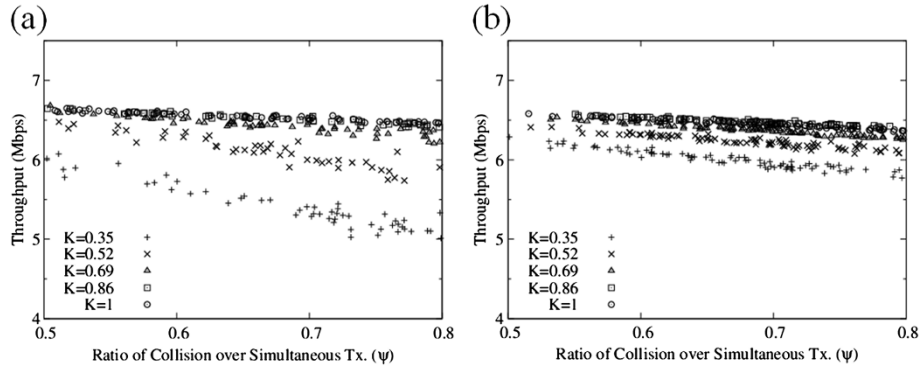 (a)
7
6
5
4
Throughput (Mbps)
K=0.35
K=0.52
K=0.69
K=0.86
K=1
0.5 0.6 0.7 0.8
Ratio of Collision over Simultaneous Tx. (ψ)
(b)
7
6
5
4
Throughput (Mbps)
K=0.35
K=0.52
K=0.69
K=0.86
K=1
0.5 0.6 0.7 0.8
Ratio of Collision over Simultaneous Tx. (ψ)